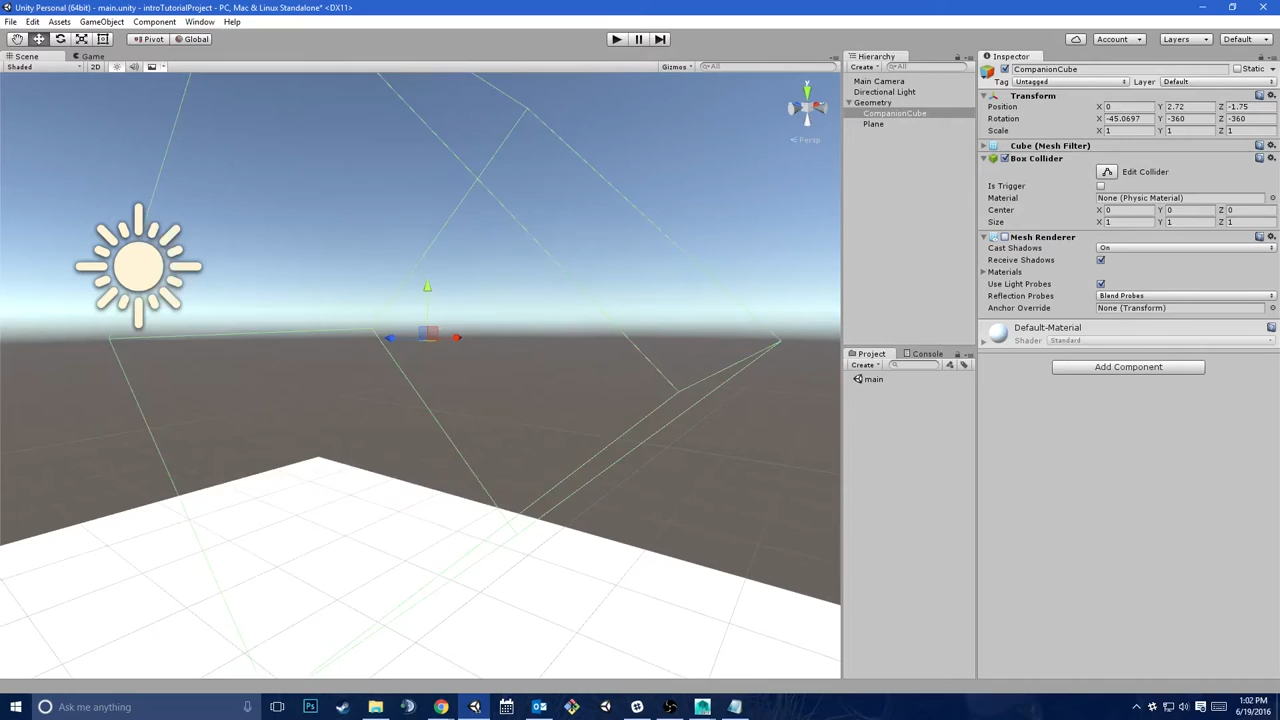 Unity Personal (64bit) - main.unity - introTutorialProject - PC, Mac & Linux Standalone* <DX11>
File Edit Assets GameObject Component Window Help
Pivot Global Account Layers Default
Scene Game
Shaded 2D Gizmos All
y
Persp
Hierarchy
Create All
Main Camera
Directional Light
Geometry
CompanionCube
Plane
Project Console
Create
main
Inspector
CompanionCube Static
Tag Untagged Layer Default
Transform
Position X 0 Y 2.72 Z -1.75
Rotation X -45.0697 Y -360 Z -360
Scale X 1 Y 1 Z 1
Cube (Mesh Filter)
Box Collider
Edit Collider
Is Trigger
Material None (Physic Material)
Center X 0 Y 0 Z 0
Size X 1 Y 1 Z 1
Mesh Renderer
Cast Shadows On
Receive Shadows
Materials
Use Light Probes
Reflection Probes Blend Probes
Anchor Override None (Transform)
Default-Material
Shader Standard
Add Component
Ask me anything
Ps
1:02 PM
6/19/2016